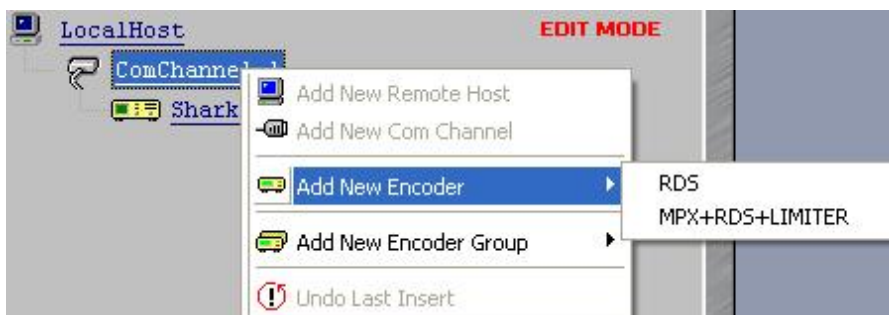 LocalHost
EDIT MODE
Shark
Add New Remote Host
Add New Com Channel
Add New Encoder
RDS
MPX+RDS+LIMITER
Add New Encoder Group
Undo Last Insert